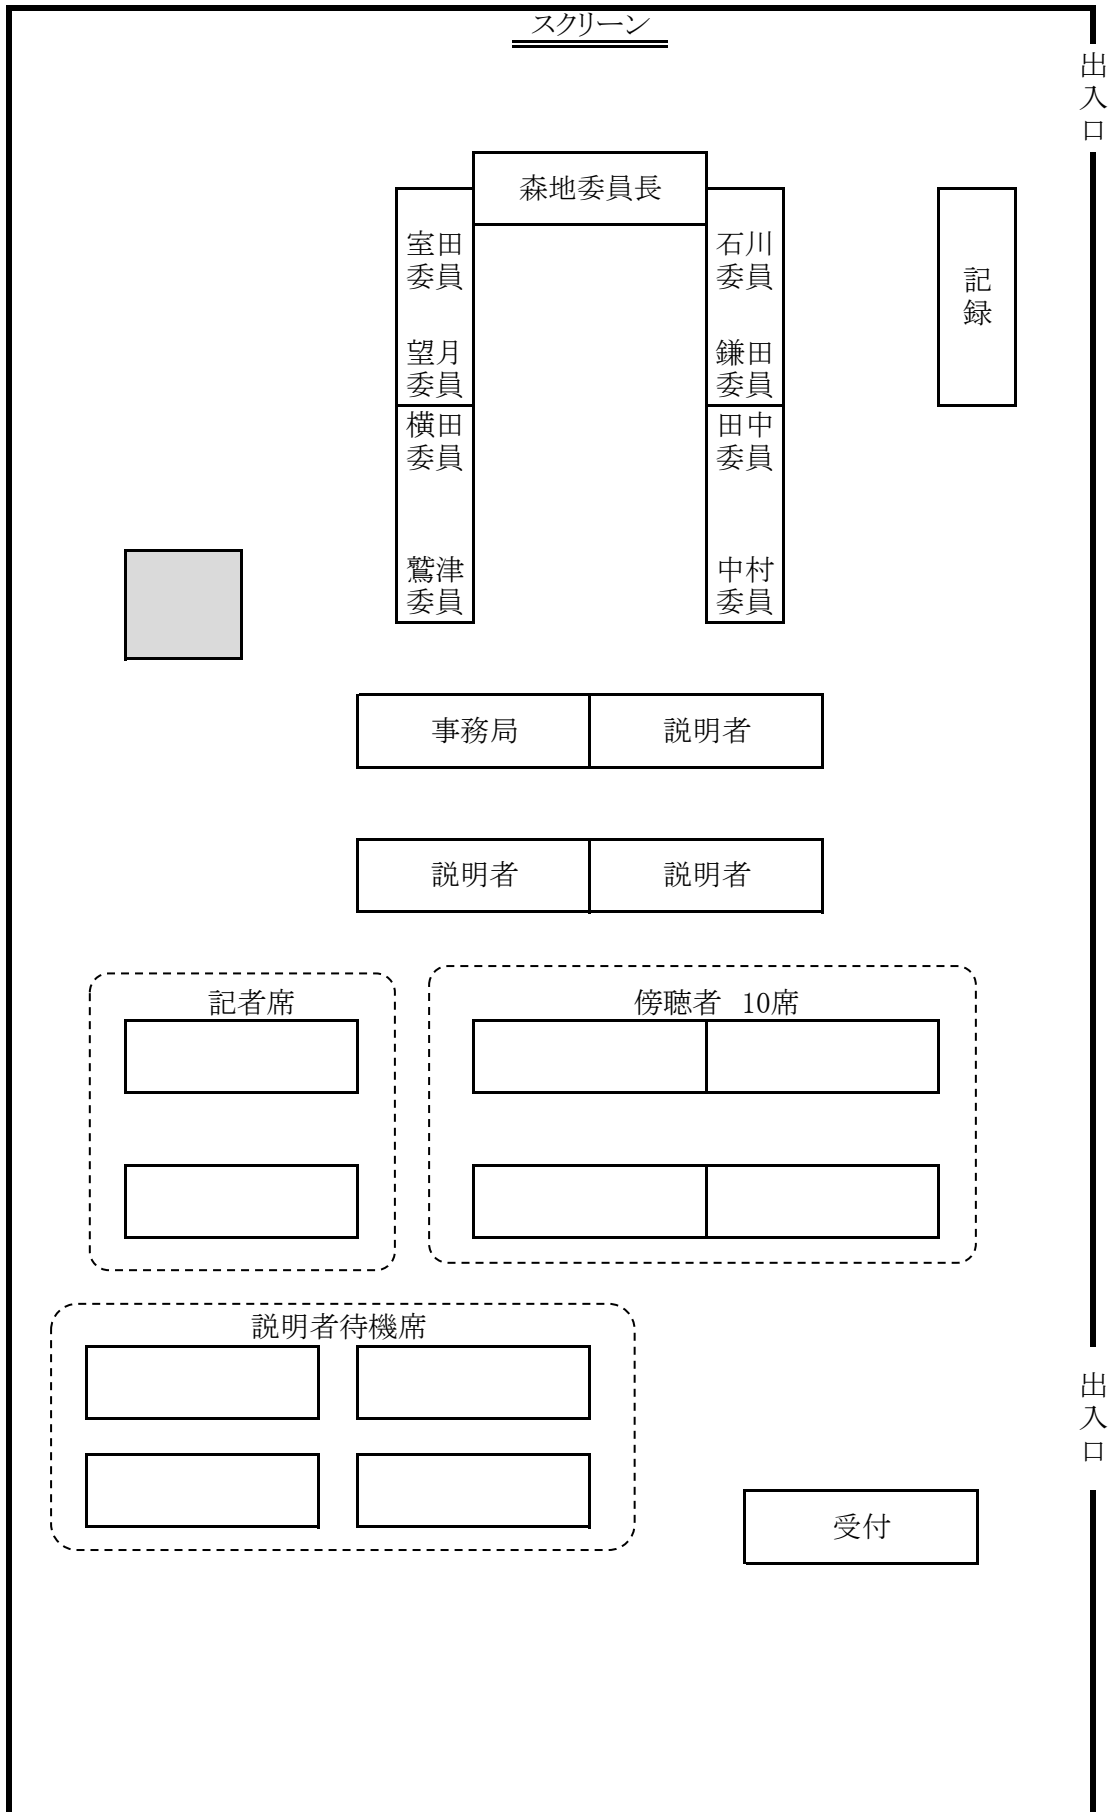 スクリーン
出入口
森地委員長
室田
委員
石川
委員
記録
望月
委員
鎌田
委員
横田
委員
田中
委員
鷲津
委員
中村
委員
事務局
説明者
説明者
説明者
記者席
傍聴者 10席
説明者待機席
出入口
受付